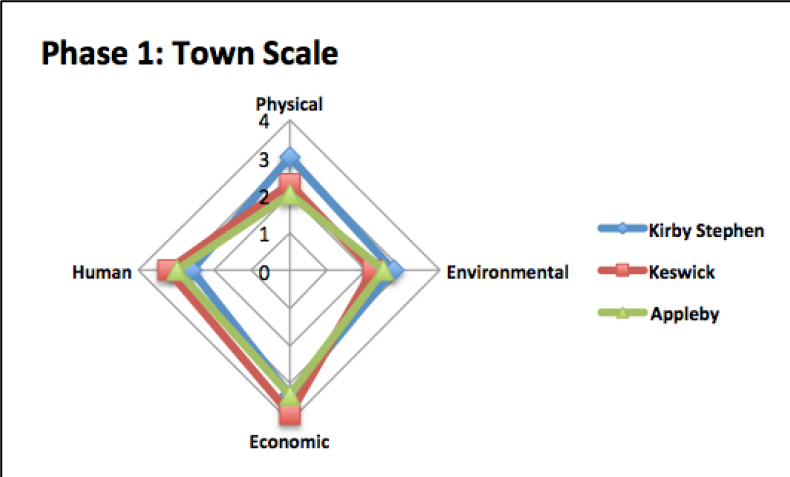 Phase 1: Town Scale
Physical
4
3
2
1
0
Human
Environmental
Economic
Kirby Stephen
Keswick
Appleby